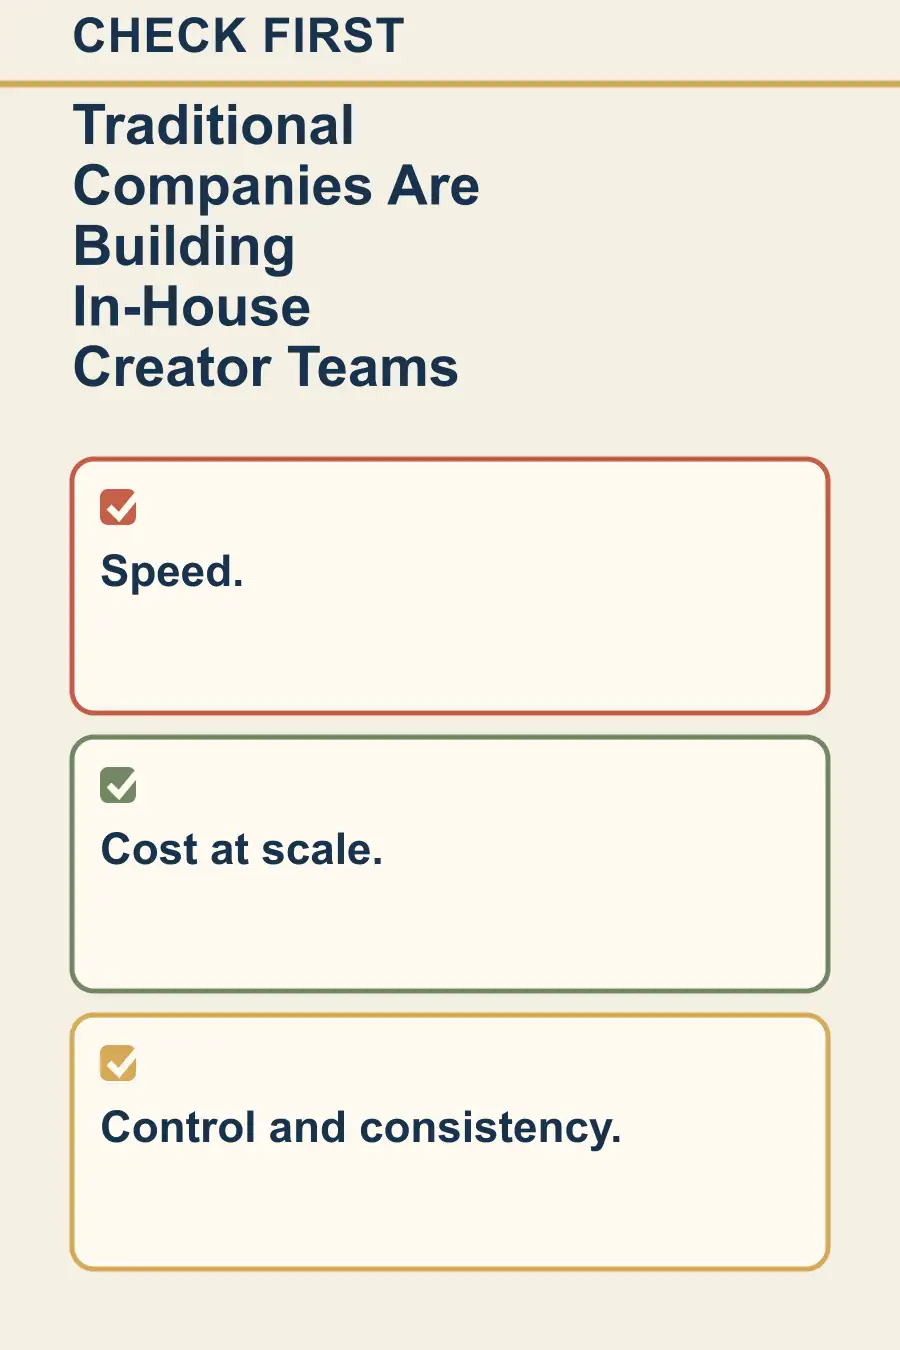 CHECK FIRST
Traditional
Companies Are
Building
In-House
Creator Teams
Speed.
Cost at scale.
Control and consistency.